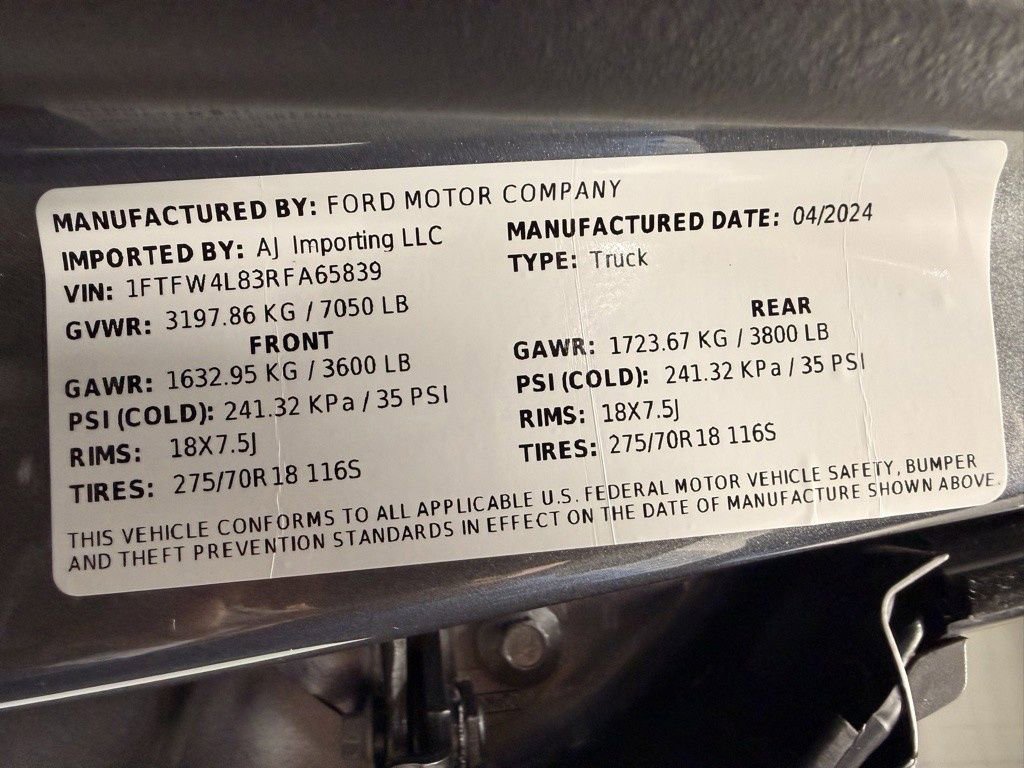 MANUFACTURED BY: FORD MOTOR COMPANY
IMPORTED BY: AJ Importing LLC
VIN: 1FTFW4L83RFA65839
GVWR: 3197.86 KG / 7050 LB
MANUFACTURED DATE: 04/2024
TYPE: Truck
FRONT
GAWR: 1632.95 KG / 3600 LB
PSI (COLD): 241.32 KPa / 35 PSI
RIMS: 18X7.5J
TIRES: 275/70R18 116S
REAR
GAWR: 1723.67 KG / 3800 LB
PSI (COLD): 241.32 KPa / 35 PSI
RIMS: 18X7.5J
TIRES: 275/70R18 116S
THIS VEHICLE CONFORMS TO ALL APPLICABLE U.S. FEDERAL MOTOR VEHICLE SAFETY, BUMPER
AND THEFT PREVENTION STANDARDS IN EFFECT ON THE DATE OF MANUFACTURE SHOWN ABOVE.